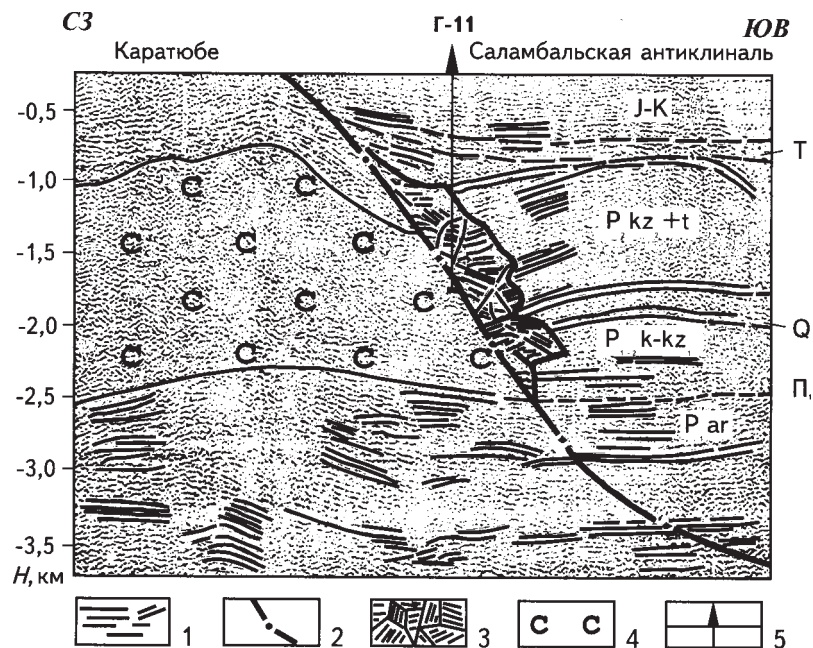 СЗ
Г-11
ЮВ
Каратюбе
Саламбальская антиклиналь
-0,5
J-K
Т
-1,0
С С
P kz +t
-1,5
С С С
С С С
-2,0
Q
P k-kz
С С С С
-2,5
П,
P ar
-3,0
-3,5
Н, км
1
2
3
С С
4
5